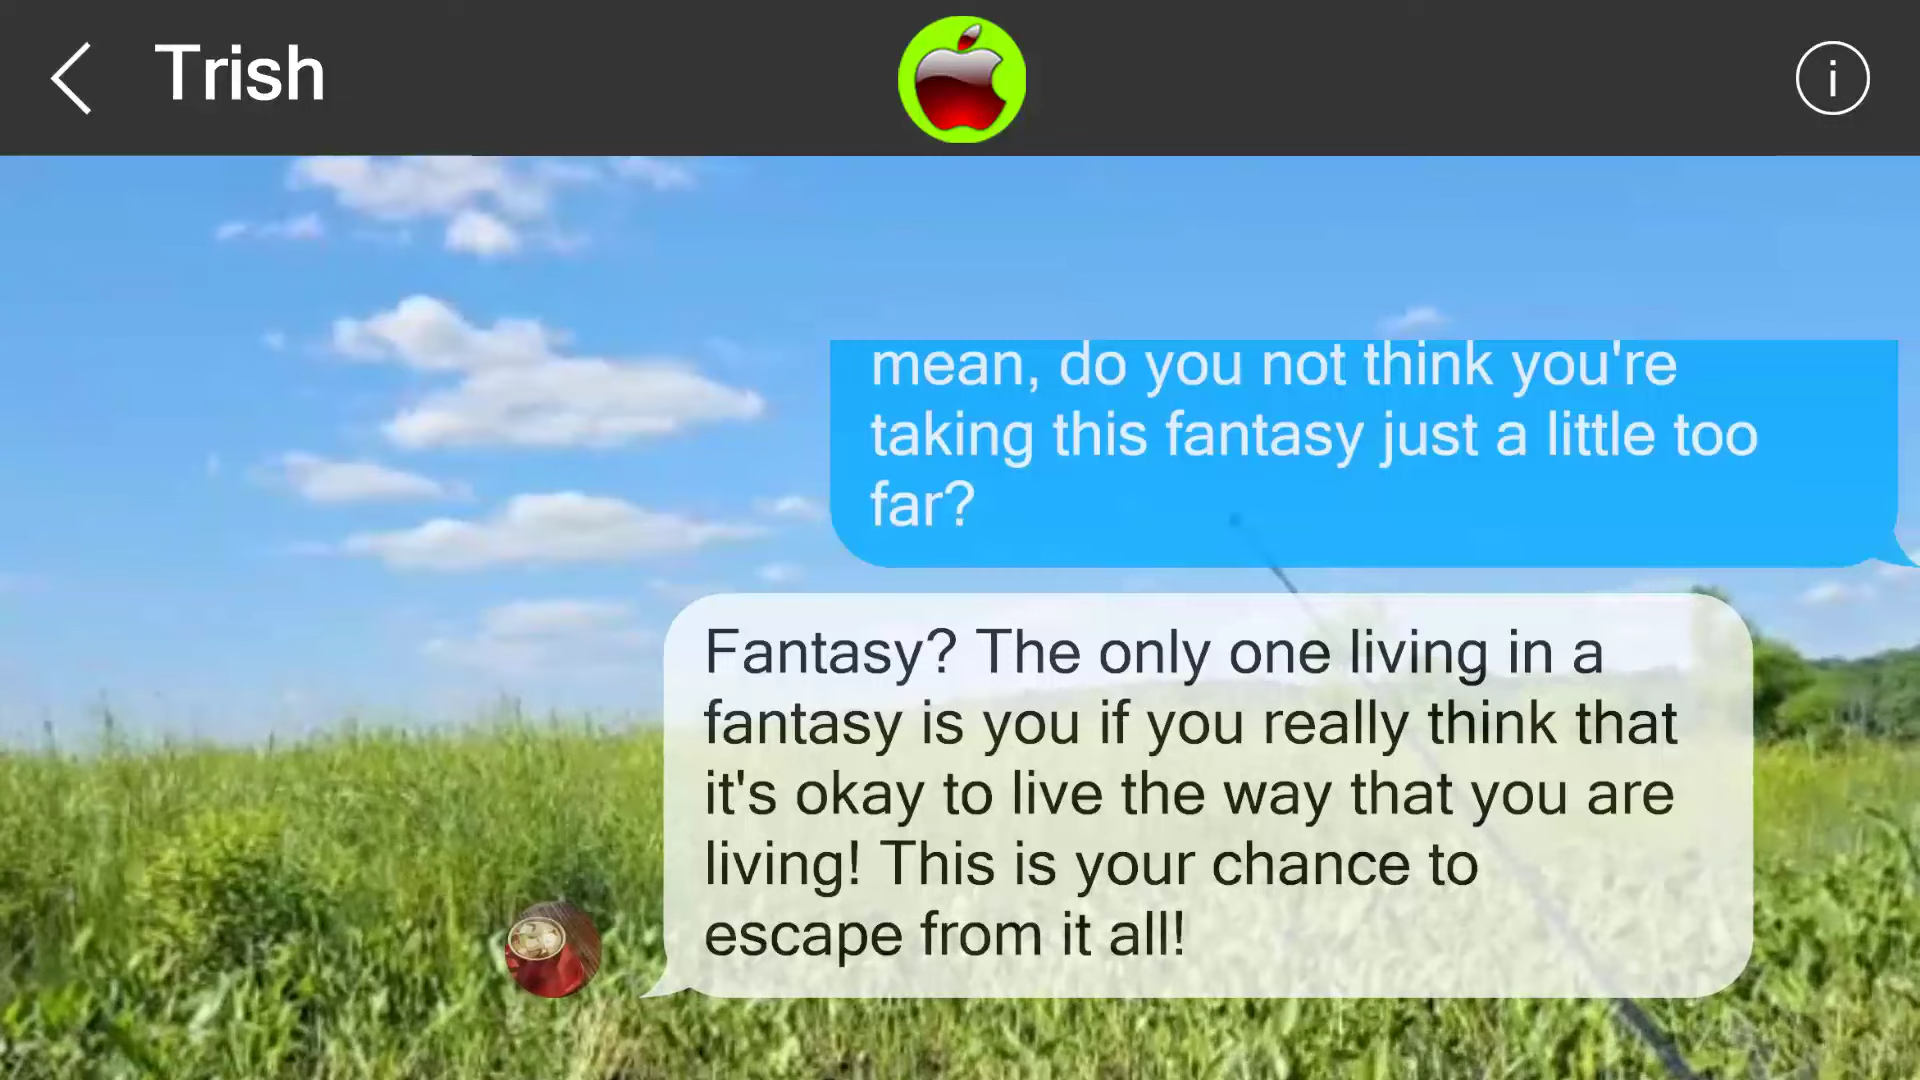 Trish
i
mean, do you not think you're
taking this fantasy just a little too
far?
Fantasy? The only one living in a
fantasy is you if you really think that
it's okay to live the way that you are
living! This is your chance to
escape from it all!